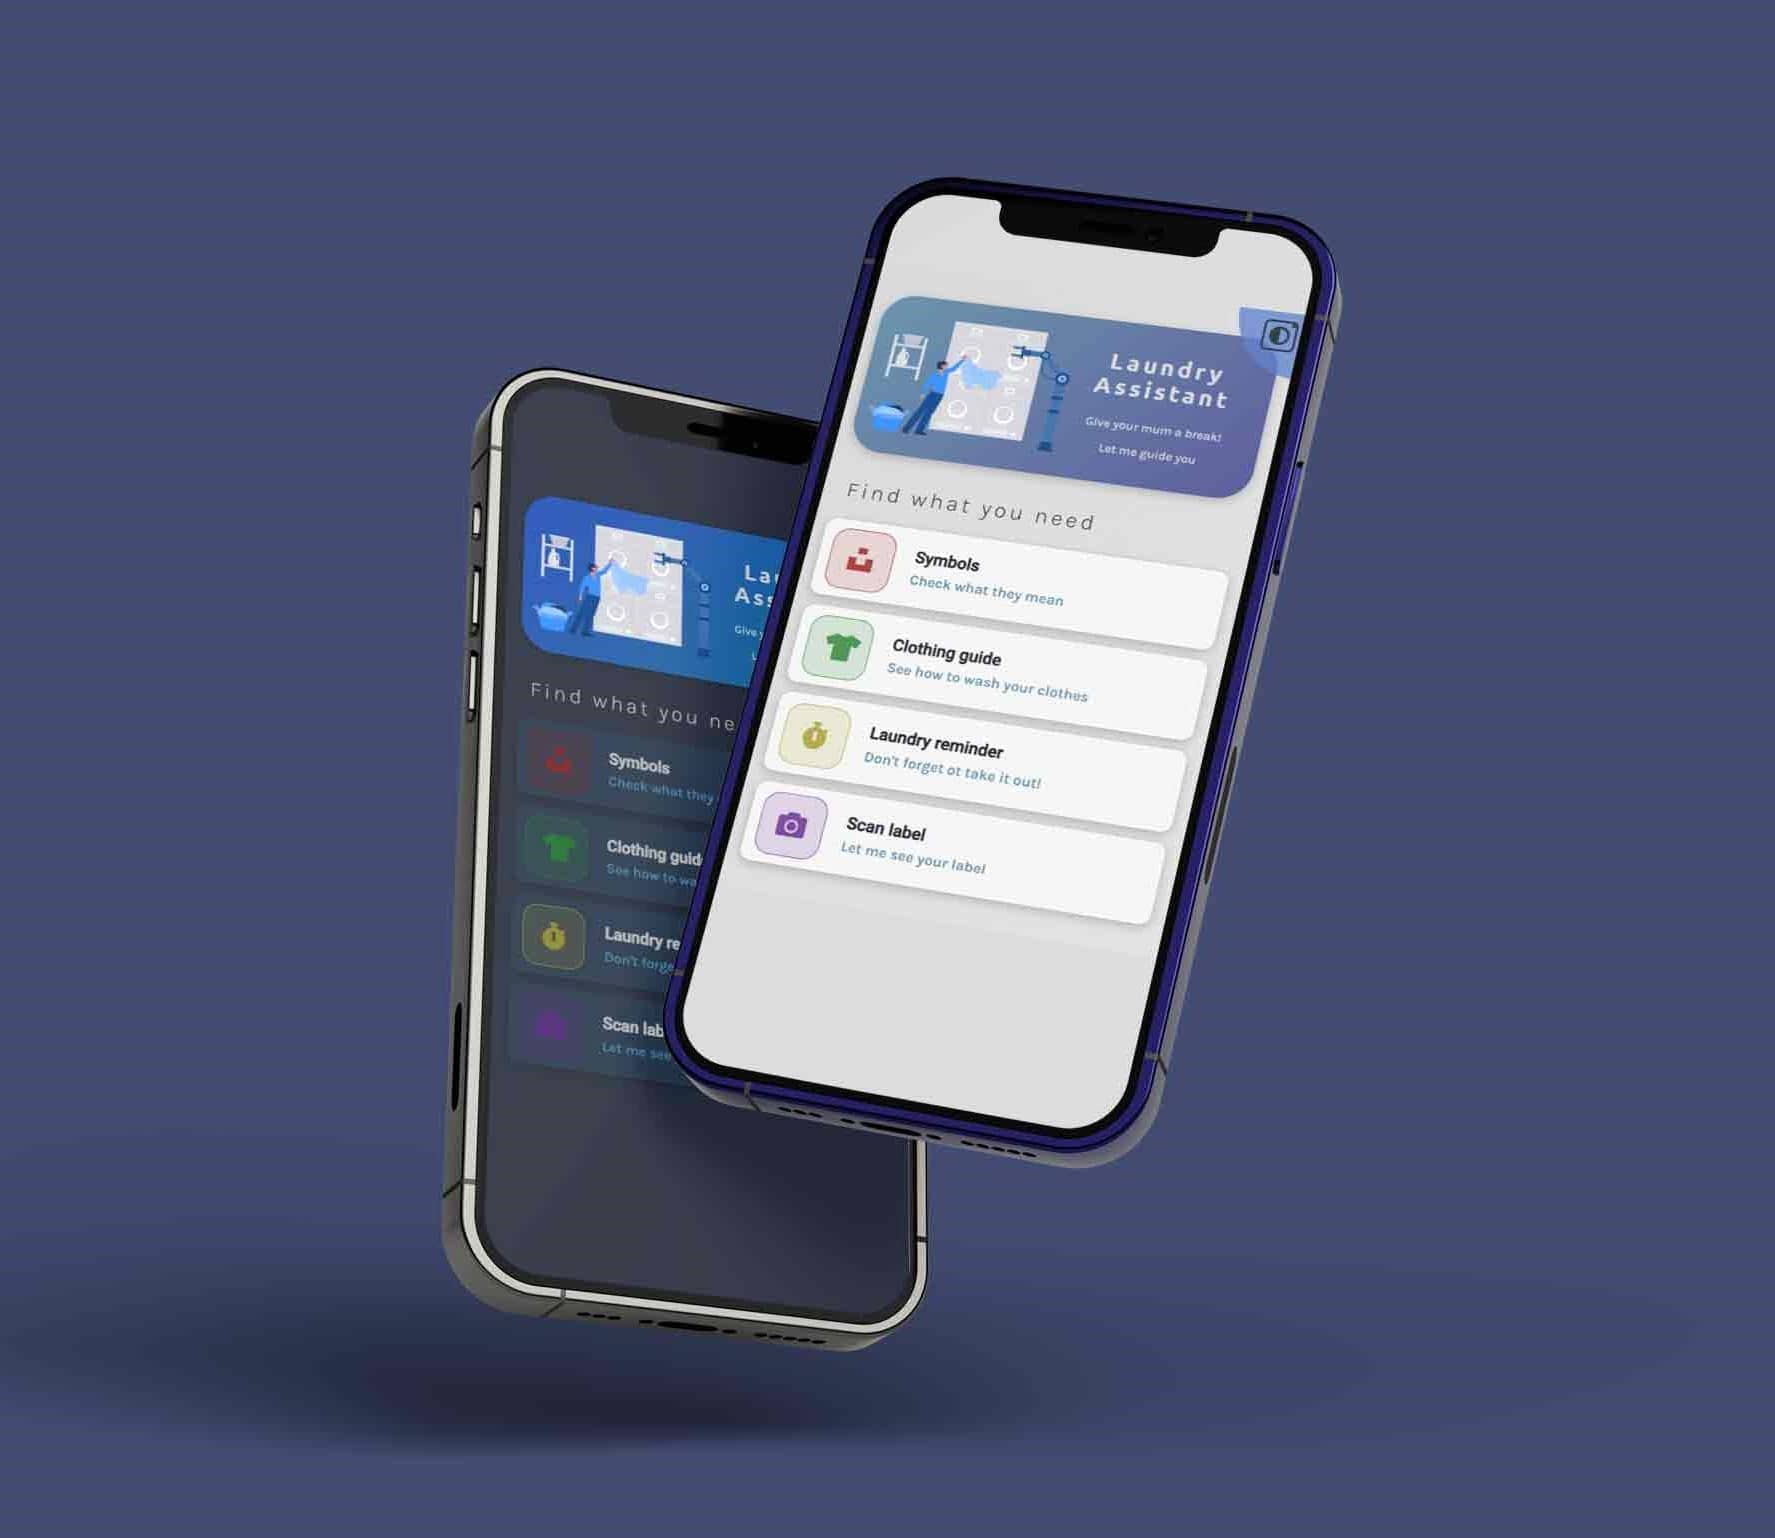 Laundry
Assistant
Give your mum a break!
Let me guide you
Find what you need
Symbols
Check what they mean
Clothing guide
See how to wash your clothes
Laundry reminder
Don't forget ot take it out!
Scan label
Let me see your label
La
Ass
Give
Find what you ne
Symbols
Check what they
Clothing guid
See how to wa
Laundry re
Don't forge
Scan lab
Let me see